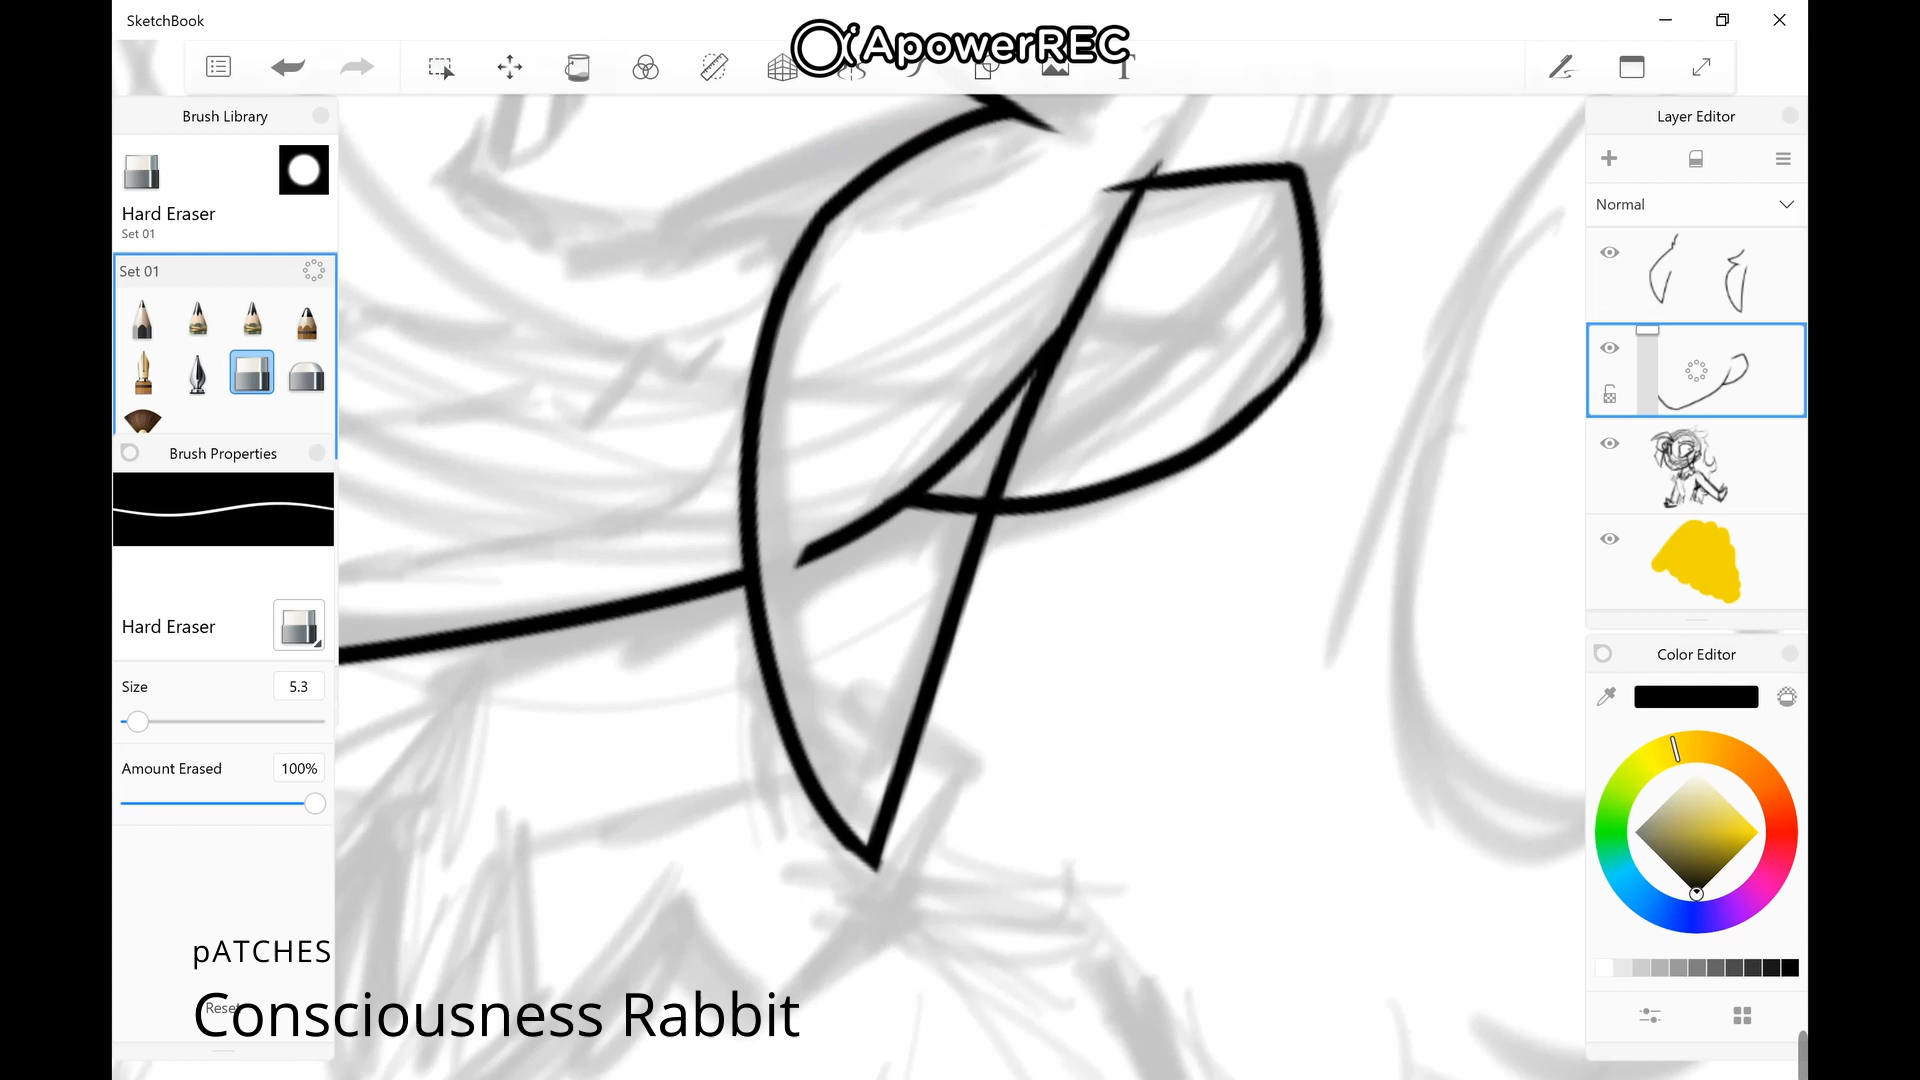 SketchBook
ApowerREC
T
Brush Library
Layer Editor
Hard Eraser
Set 01
Normal
Set 01
Brush Properties
Hard Eraser
Color Editor
Size
5.3
Amount Erased
100%
pATCHES
Reset
Consciousness Rabbit